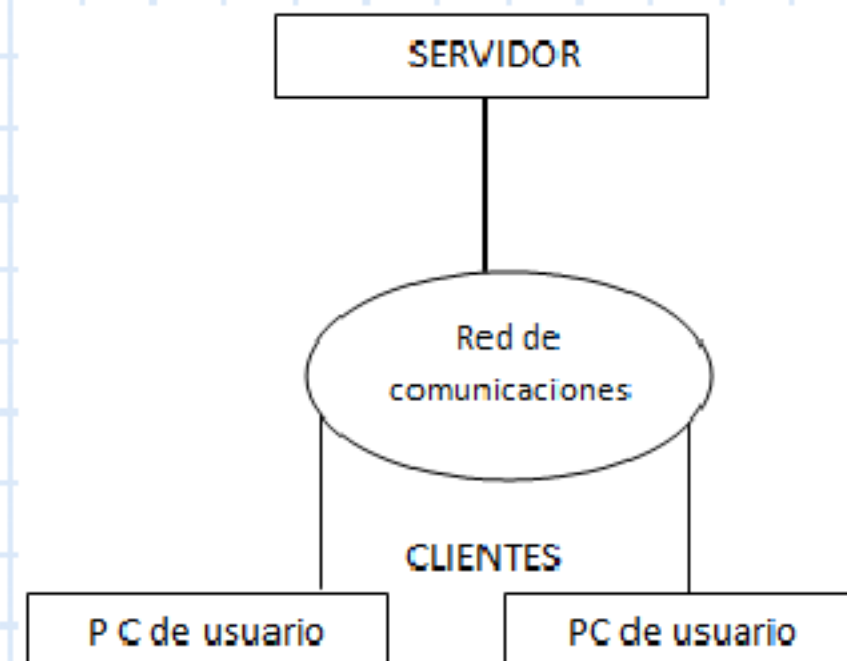 SERVIDOR
Red de
comunicaciones
CLIENTES
P C de usuario
PC de usuario